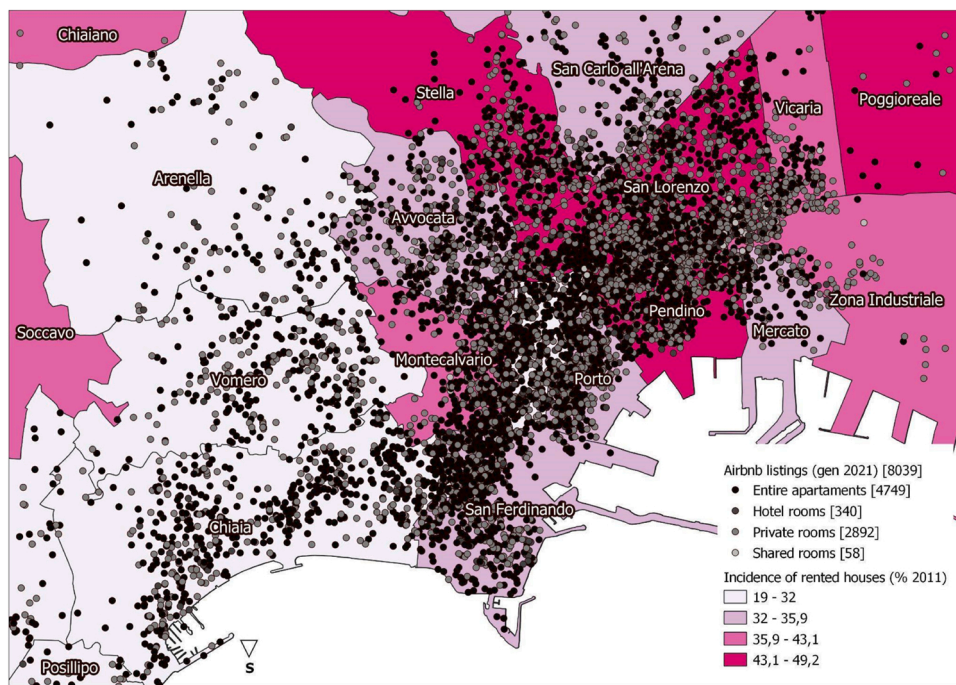 Chiaiano
Stella
San Carlo all'Arena
Vicaria
Poggioreale
Arenella
San Lorenzo
Avvocata
Soccavo
Montecalvario
Pendino
Mercato
Zona Industriale
Vomero
Porto
Chiaia
San Ferdinando
Posillipo
S
Airbnb listings (gen 2021) [8039]
Entire apartaments [4749]
Hotel rooms [340]
Private rooms [2892]
Shared rooms [58]
Incidence of rented houses (% 2011)
19 - 32
32 - 35,9
35,9 - 43,1
43,1 - 49,2